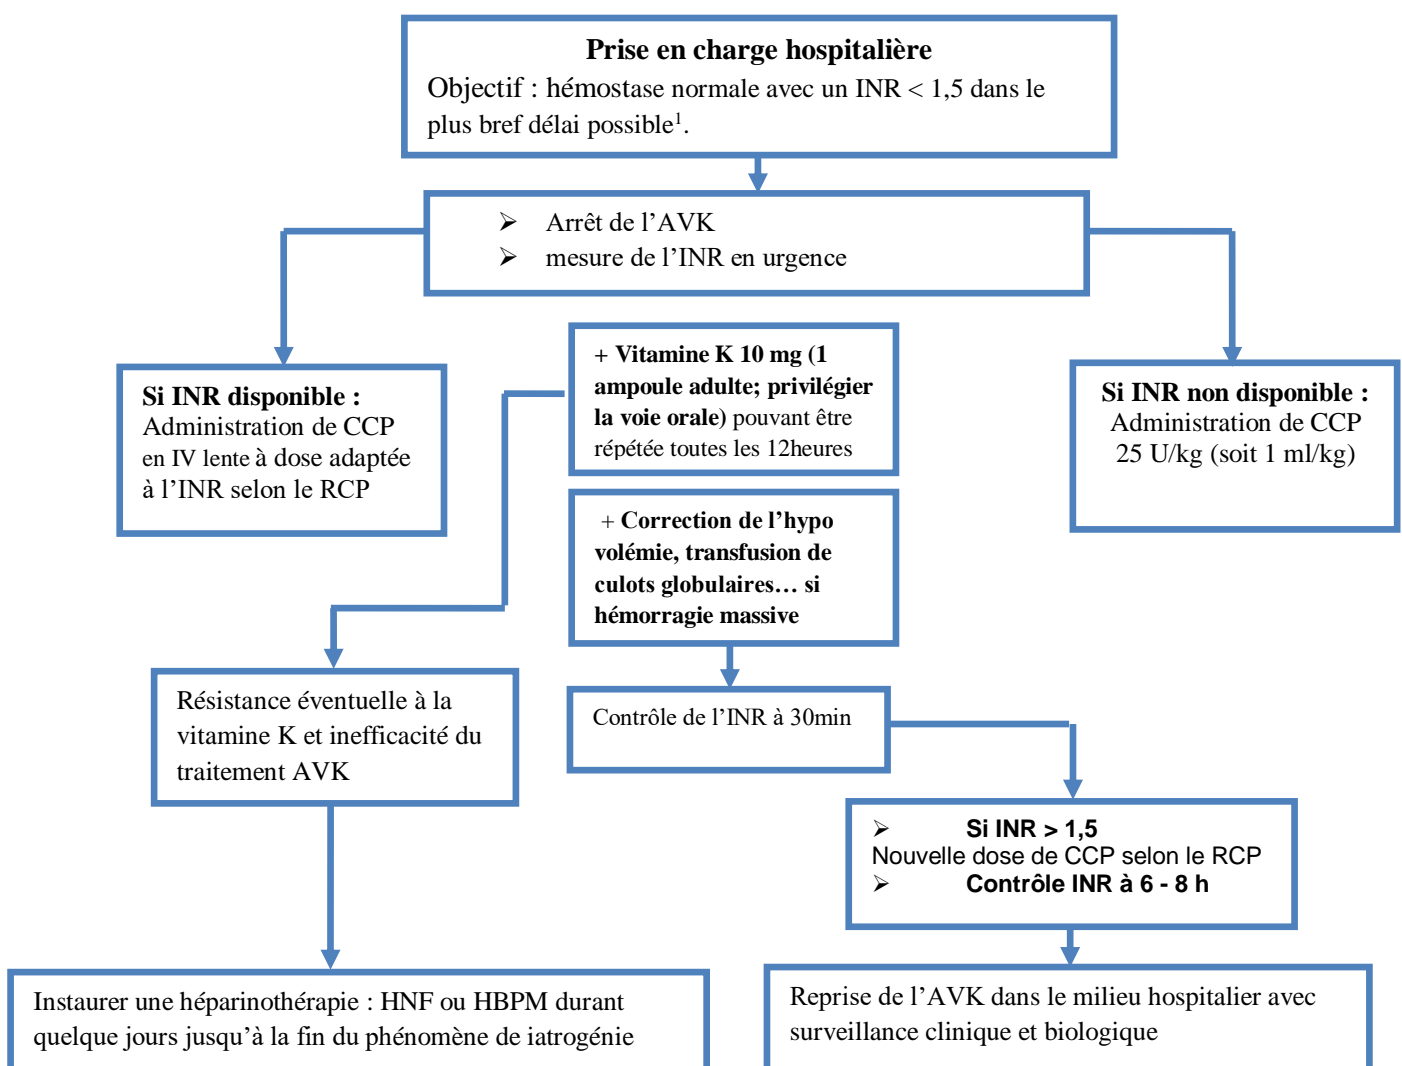 Prise en charge hospitalière
Objectif : hémostase normale avec un INR < 1,5 dans le
plus bref délai possible¹.
➢ Arrêt de l’AVK
➢ mesure de l’INR en urgence
Si INR disponible :
Administration de CCP
en IV lente à dose adaptée
à l’INR selon le RCP
+ Vitamine K 10 mg (1
ampoule adulte; privilégier
la voie orale) pouvant être
répétée toutes les 12heures
Si INR non disponible :
Administration de CCP
25 U/kg (soit 1 ml/kg)
+ Correction de l’hypo
volémie, transfusion de
culots globulaires… si
hémorragie massive
Résistance éventuelle à la
vitamine K et inefficacité du
traitement AVK
Contrôle de l’INR à 30min
➢ Si INR > 1,5
Nouvelle dose de CCP selon le RCP
➢ Contrôle INR à 6 - 8 h
Instaurer une héparinothérapie : HNF ou HBPM durant
quelque jours jusqu’à la fin du phénomène de iatrogénie
Reprise de l’AVK dans le milieu hospitalier avec
surveillance clinique et biologique